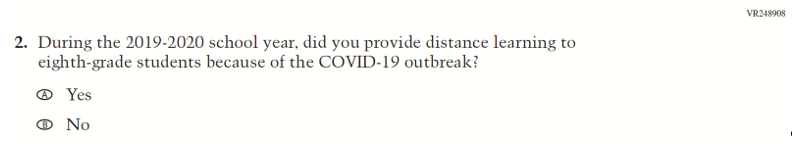 VR248908
2. During the 2019-2020 school year, did you provide distance learning to
eighth-grade students because of the COVID-19 outbreak?
A Yes
B No